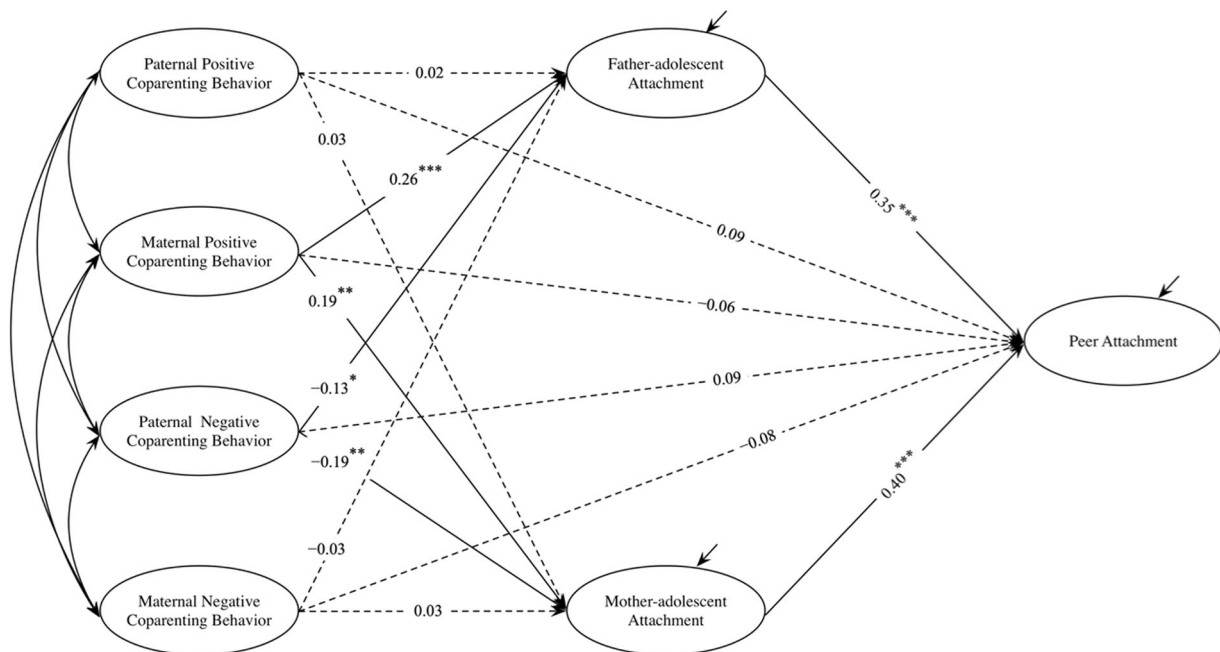 Paternal Positive
Coparenting Behavior
0.02
Father-adolescent
Attachment
0.03
0.26***
0.35***
Maternal Positive
Coparenting Behavior
0.09
0.19**
−0.06
Peer Attachment
−0.13*
0.09
Paternal Negative
Coparenting Behavior
−0.19**
−0.08
0.40***
−0.03
Maternal Negative
Coparenting Behavior
0.03
Mother-adolescent
Attachment